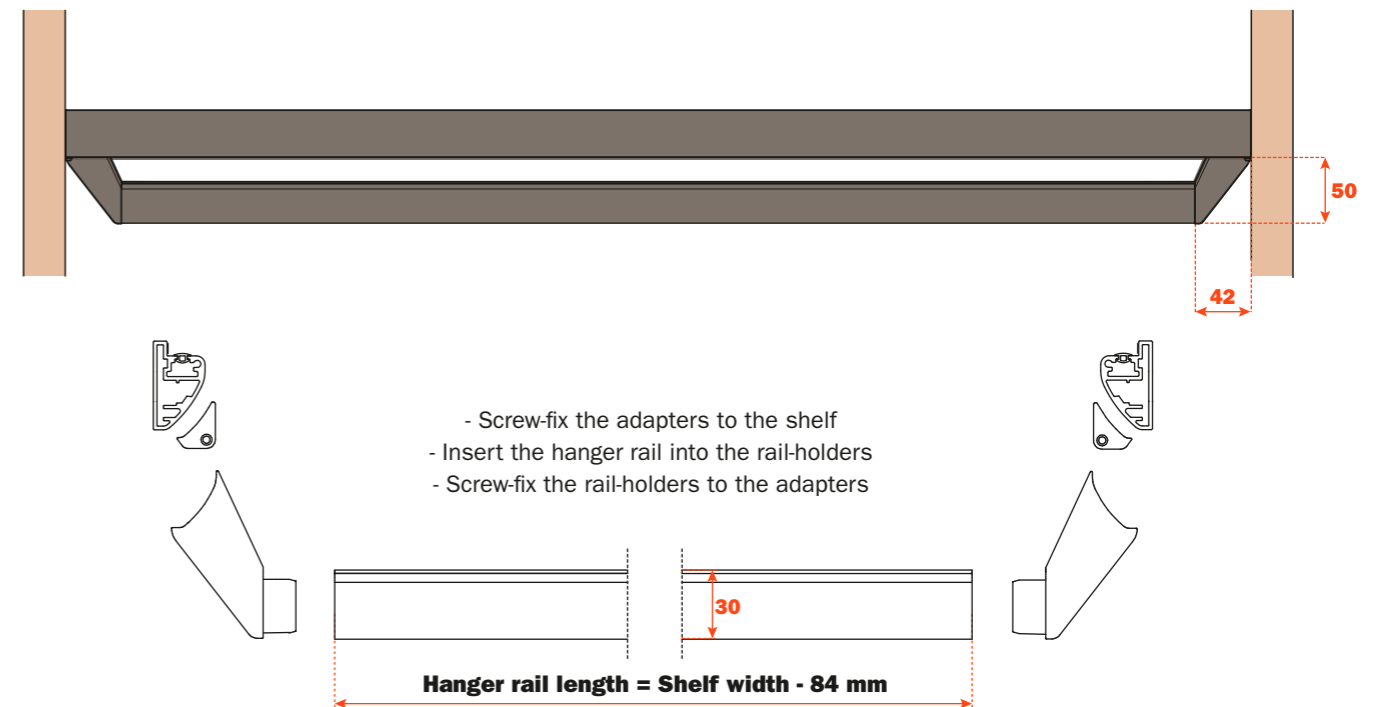 50
42
- Screw-fix the adapters to the shelf
- Insert the hanger rail into the rail-holders
- Screw-fix the rail-holders to the adapters
30
Hanger rail length = Shelf width - 84 mm